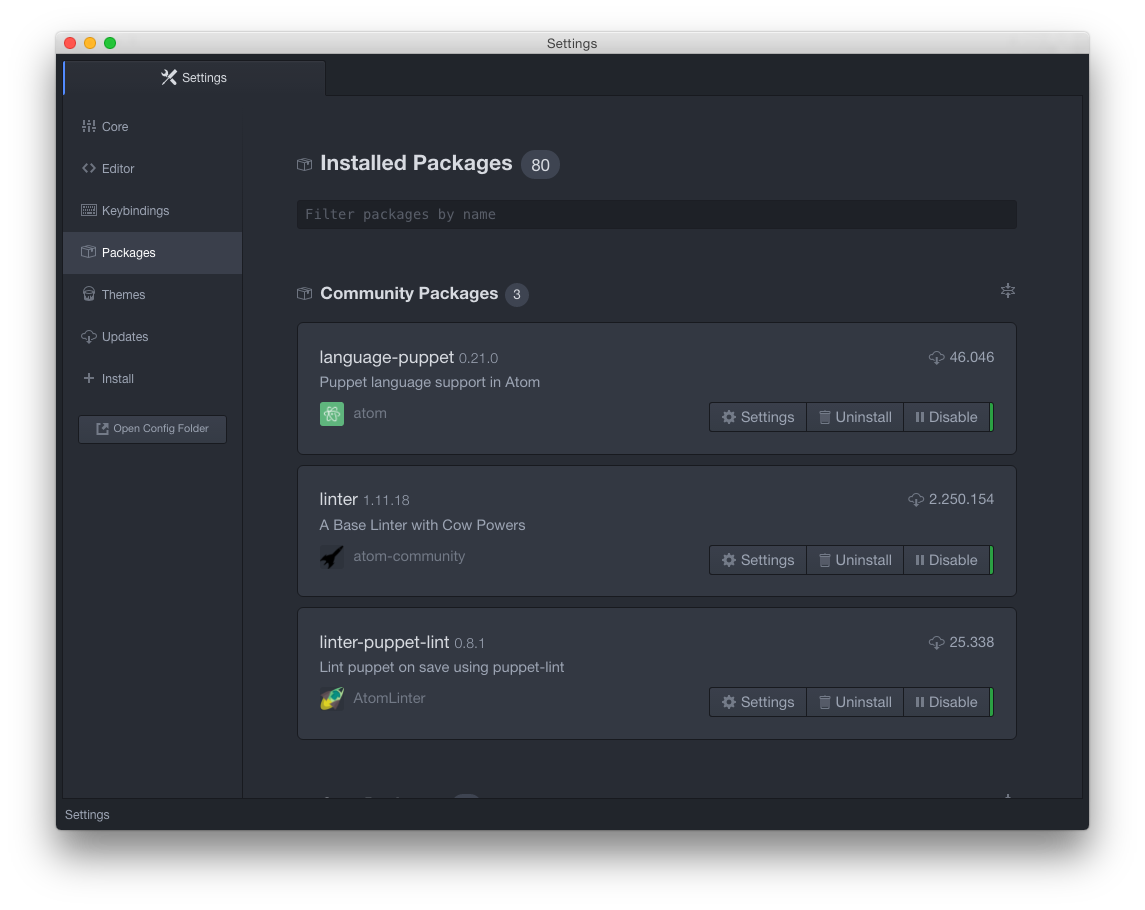 Settings
Settings
Core
Editor
Keybindings
Packages
Themes
Updates
Install
Open Config Folder
Installed Packages 80
Filter packages by name
Community Packages 3
language-puppet 0.21.0 46.046
Puppet language support in Atom
atom
Settings Uninstall Disable
linter 1.11.18 2.250.154
A Base Linter with Cow Powers
atom-community
Settings Uninstall Disable
linter-puppet-lint 0.8.1 25.338
Lint puppet on save using puppet-lint
AtomLinter
Settings Uninstall Disable
Settings